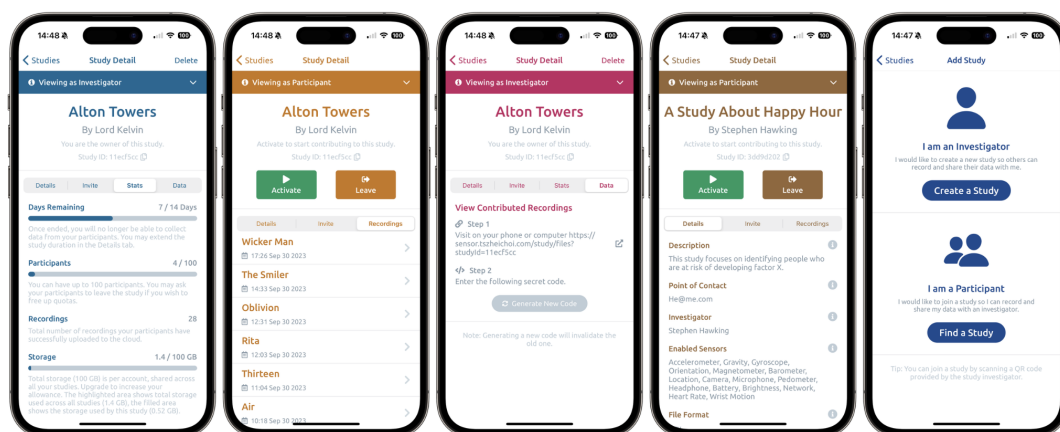 14:48
100
Studies
Study Detail
Delete
Viewing as Investigator
Alton Towers
By Lord Kelvin
You are the owner of this study.
Study ID: 11ecf5cc
Details
Invite
Stats
Data
Days Remaining
7 / 14 Days
Once ended, you will no longer be able to collect
data from your participants. You may extend the
study duration in the Details tab.
Participants
4 / 100
You can have up to 100 participants. You may ask
your participants to leave the study if you wish to
free up quotas.
Recordings
28
Total number of recordings your participants have
successfully uploaded to the cloud.
Storage
1.4 / 100 GB
Total storage (100 GB) is per account, shared across
all your studies. Upgrade to increase your
allowance. The highlighted area shows total storage
used across all studies (1.4 GB), the filled area
shows the storage used by this study (0.52 GB).
14:48
100
Studies
Study Detail
Viewing as Participant
Alton Towers
By Lord Kelvin
Activate to start contributing to this study.
Study ID: 11ecf5cc
Activate
Leave
Details
Invite
Recordings
Wicker Man
17:26 Sep 30 2023
The Smiler
14:33 Sep 30 2023
Oblivion
12:31 Sep 30 2023
Rita
12:03 Sep 30 2023
Thirteen
11:04 Sep 30 2023
Air
10:18 Sep 30 2023
14:48
100
Studies
Study Detail
Delete
Viewing as Investigator
Alton Towers
By Lord Kelvin
You are the owner of this study.
Study ID: 11ecf5cc
Details
Invite
Stats
Data
View Contributed Recordings
Step 1
Visit on your phone or computer https://
sensor.tszheichoi.com/study/files?
studyId=11ecf5cc
Step 2
Enter the following secret code.
Generate New Code
Note: Generating a new code will invalidate the
old one.
14:47
100
Studies
Study Detail
Viewing as Participant
A Study About Happy Hour
By Stephen Hawking
Activate to start contributing to this study.
Study ID: 3dd9d202
Activate
Leave
Details
Invite
Recordings
Description
This study focuses on identifying people who
are at risk of developing factor X.
Point of Contact
He@me.com
Investigator
Stephen Hawking
Enabled Sensors
Accelerometer, Gravity, Gyroscope,
Orientation, Magnetometer, Barometer,
Location, Camera, Microphone, Pedometer,
Headphone, Battery, Brightness, Network,
Heart Rate, Wrist Motion
File Format
14:47
100
Studies
Add Study
I am an Investigator
I would like to create a new study so others can
record and share their data with me.
Create a Study
I am a Participant
I would like to join a study so I can record and
share my data with an investigator.
Find a Study
Tip: You can join a study by scanning a QR code
provided by the study investigator.